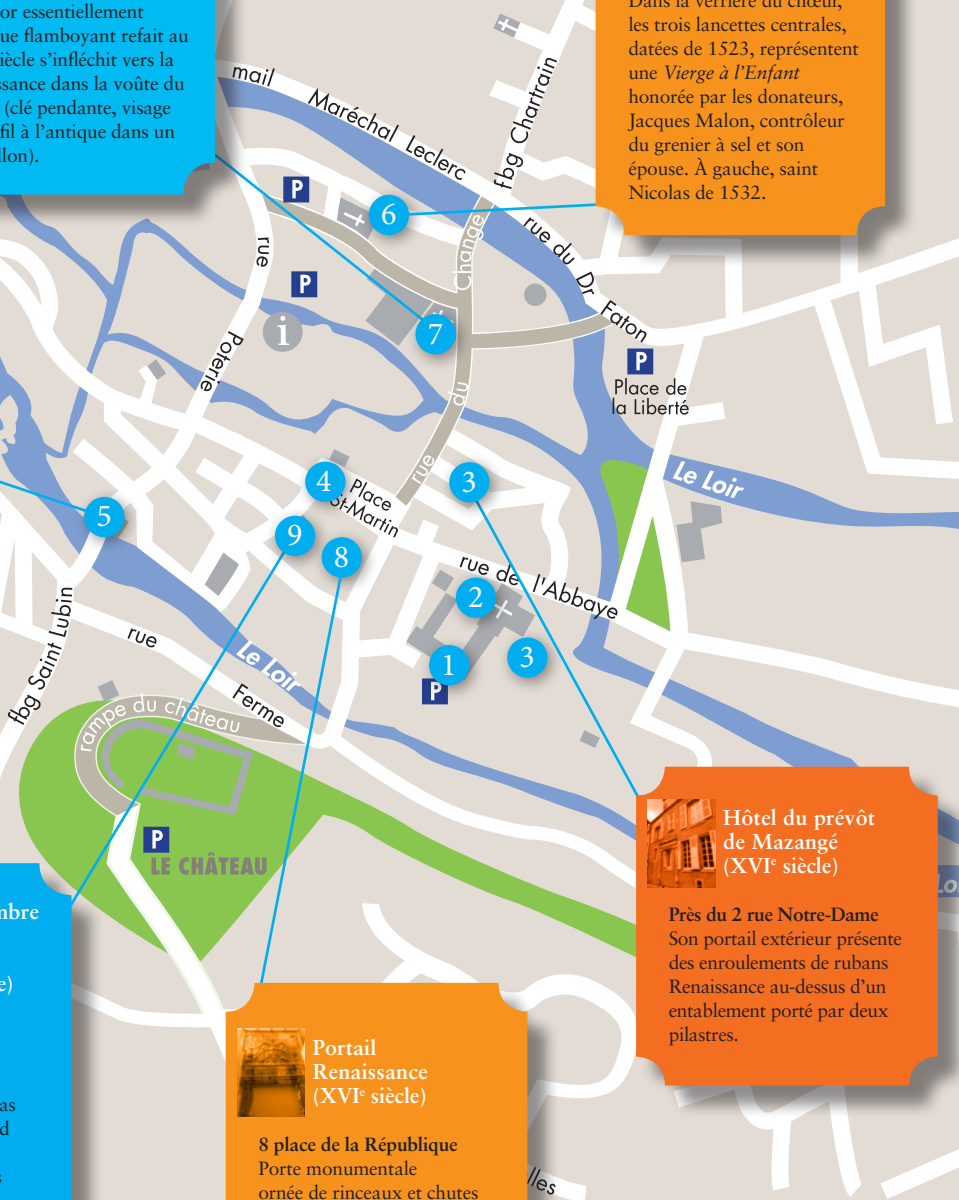 or essentiellement
ue flamboyant refait au
iècle s’infléchit vers la
ssance dans la voûte du
(clé pendante, visage
fil à l’antique dans un
llon).
Dans la verrière du chœur,
les trois lancettes centrales,
datées de 1523, représentent
une Vierge à l’Enfant
honorée par les donateurs,
Jacques Malon, contrôleur
du grenier à sel et son
épouse. À gauche, saint
Nicolas de 1532.
mail Maréchal Leclerc
fbg Chartrain
P
6
rue du Dr Faton
rue Poterie
P
i
7
rue du Change
P
Place de
la Liberté
Le Loir
4
Place
St-Martin
3
5
9
8
rue de l’Abbaye
2
1
3
P
fbg Saint Lubin
rue Ferme
Le Loir
rampe du château
P
LE CHÂTEAU
Hôtel du prévôt
de Mazangé
(XVIe siècle)
Près du 2 rue Notre-Dame
Son portail extérieur présente
des enroulements de rubans
Renaissance au-dessus d’un
entablement porté par deux
pilastres.
Lo
mbre
e)
as
d
s
Portail
Renaissance
(XVIe siècle)
8 place de la République
Porte monumentale
ornée de rinceaux et chutes
lles